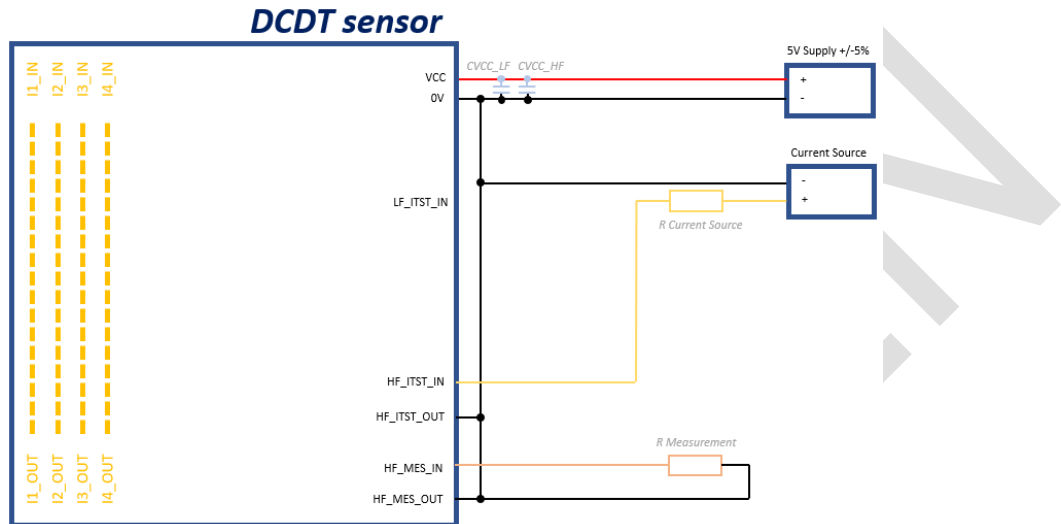 DCDT sensor
I1_IN
I2_IN
I3_IN
I4_IN
I1_OUT
I2_OUT
I3_OUT
I4_OUT
VCC
0V
LF_ITST_IN
HF_ITST_IN
HF_ITST_OUT
HF_MES_IN
HF_MES_OUT
CVCC_LF
CVCC_HF
5V Supply +/-5%
+
-
Current Source
-
+
R Current Source
R Measurement